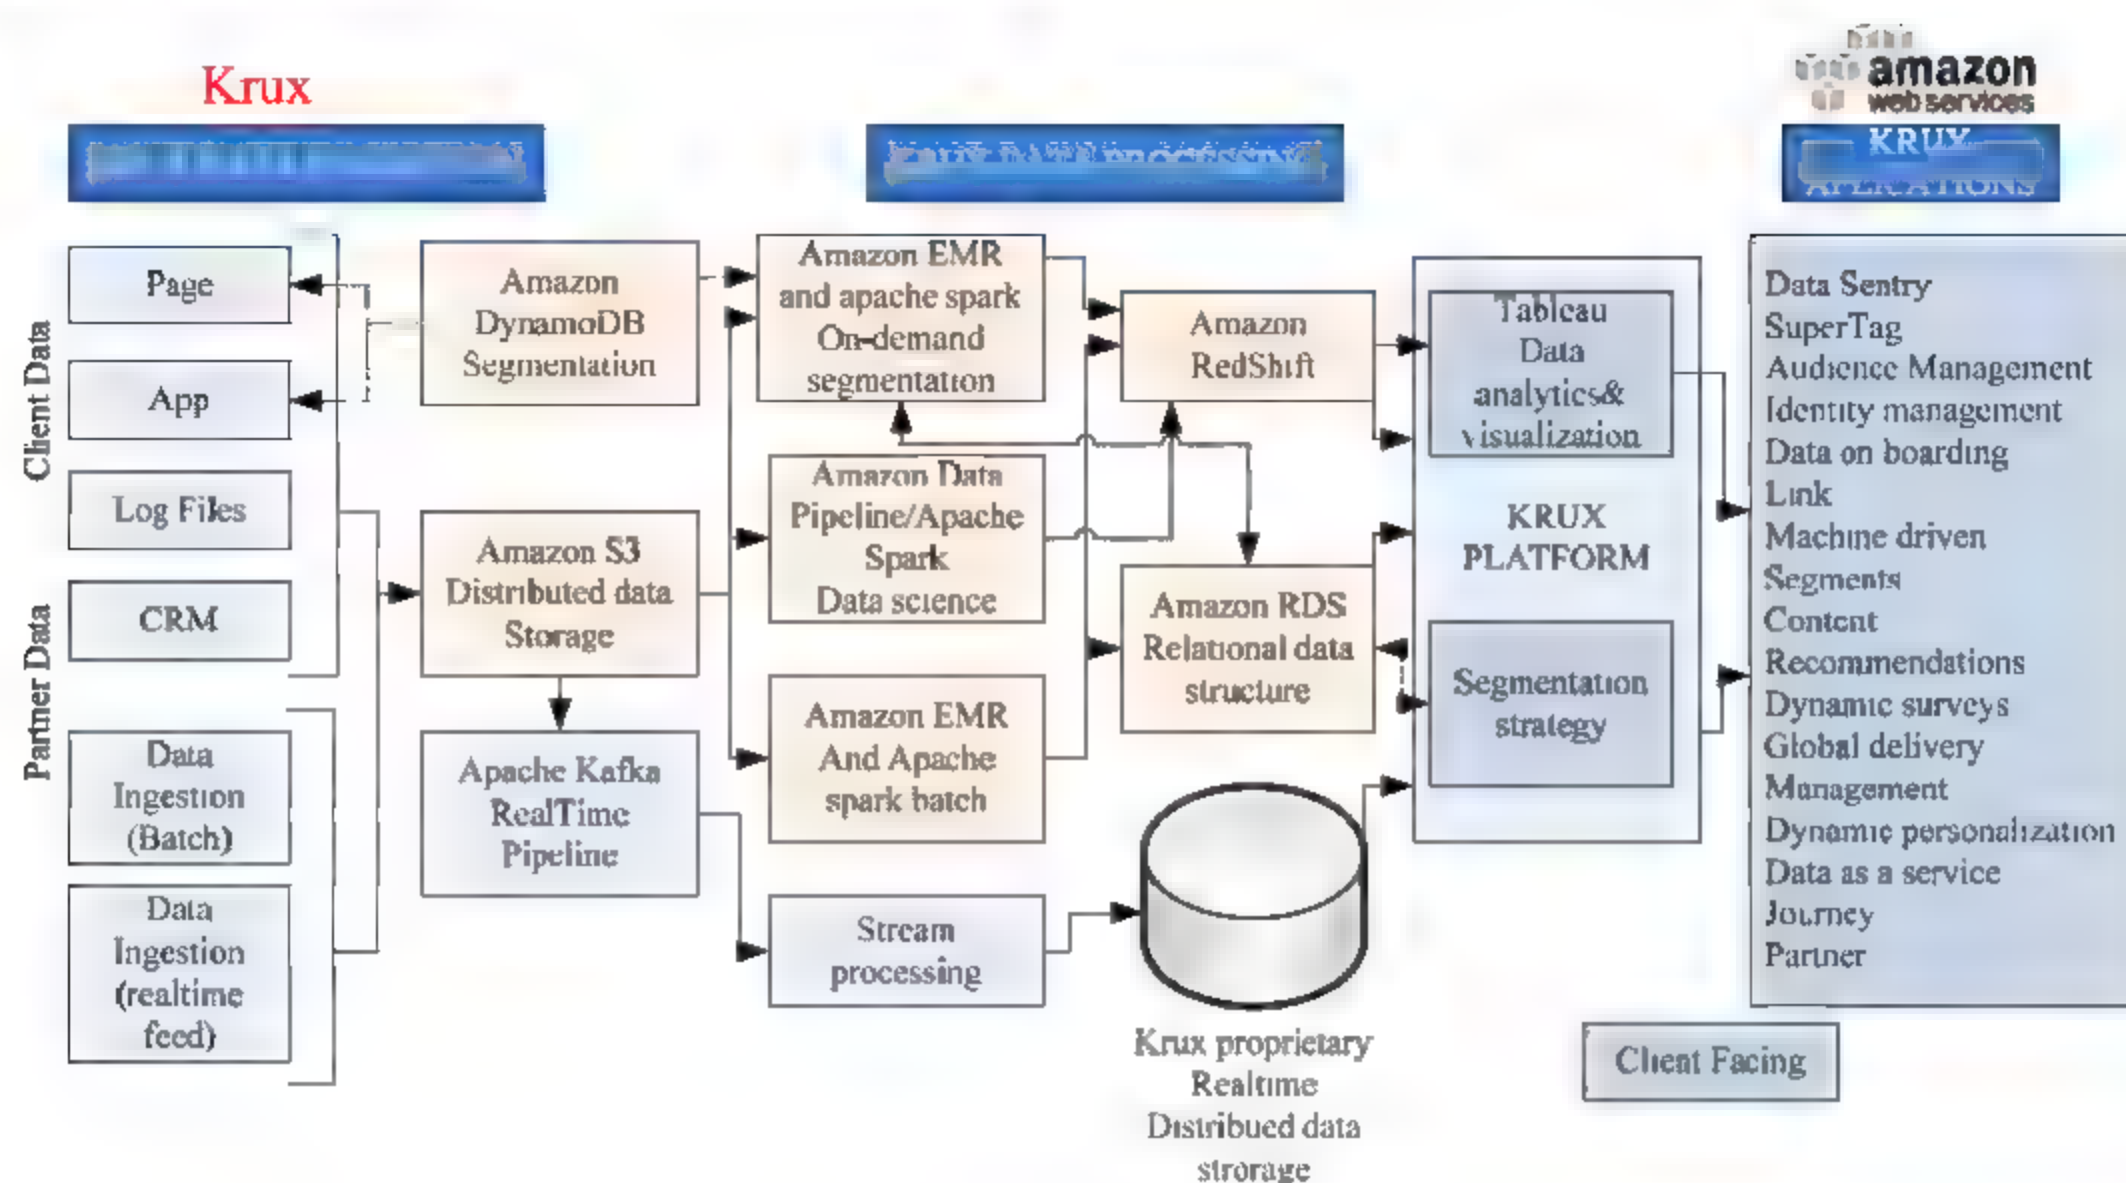 Krux
amazon
web services
KRUX DATA PROCESSING
KRUX
APLICATIONS
Client Data
Partner Data
Page
App
Log Files
CRM
Data
Ingestion
(Batch)
Data
Ingestion
(realtime
feed)
Amazon
DynamoDB
Segmentation
Amazon S3
Distributed data
Storage
Apache Kafka
RealTime
Pipeline
Amazon EMR
and apache spark
On-demand
segmentation
Amazon Data
Pipeline/Apache
Spark
Data science
Amazon EMR
And Apache
spark batch
Stream
processing
Amazon
RedShift
Amazon RDS
Relational data
structure
Krux proprietary
Realtime
Distribued data
strorage
Tableau
Data
analytics&
visualization
KRUX
PLATFORM
Segmentation
strategy
Data Sentry
SuperTag
Audience Management
Identity management
Data on boarding
Link
Machine driven
Segments
Content
Recommendations
Dynamic surveys
Global delivery
Management
Dynamic personalization
Data as a service
Journey
Partner
Client Facing